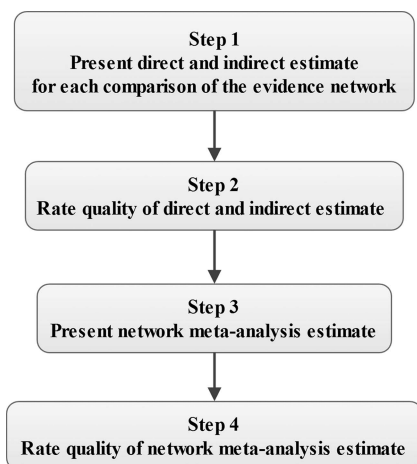 Step 1
Present direct and indirect estimate
for each comparison of the evidence network
Step 2
Rate quality of direct and indirect estimate
Step 3
Present network meta-analysis estimate
Step 4
Rate quality of network meta-analysis estimate